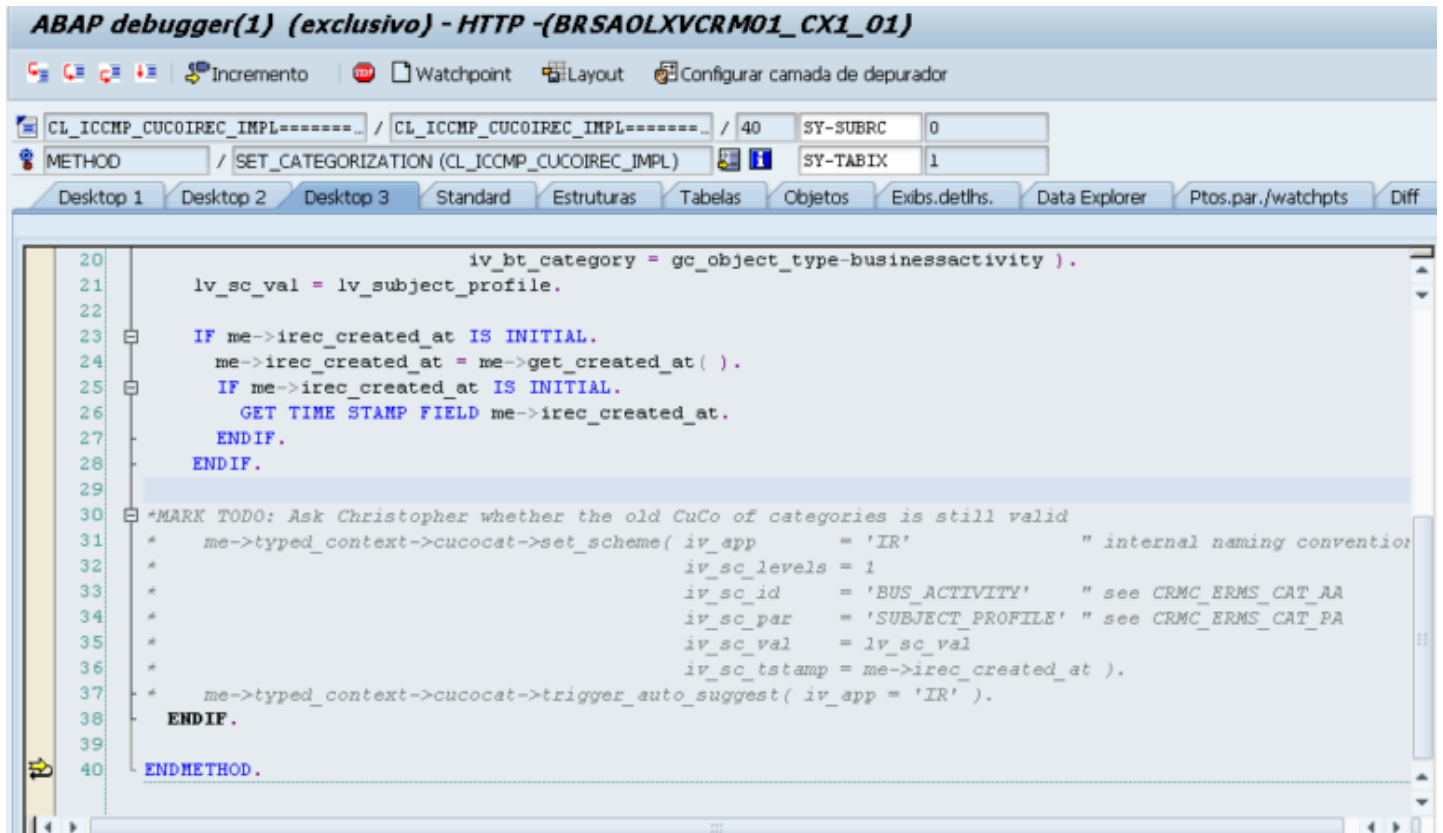 ABAP debugger(1) (exclusivo) - HTTP -(BRSAOLXVCRM01_CX1_01)
Incremento STOP Watchpoint Layout Configurar camada de depurador
CL_ICCMP_CUCOIREC_IMPL=======… / CL_ICCMP_CUCOIREC_IMPL=======… / 40 SY-SUBRC 0
METHOD / SET_CATEGORIZATION (CL_ICCMP_CUCOIREC_IMPL) SY-TABIX 1
Desktop 1 Desktop 2 Desktop 3 Standard Estruturas Tabelas Objetos Exibs.detlhs. Data Explorer Ptos.par./watchpts Diff
20 iv_bt_category = gc_object_type-businessactivity ).
21 lv_sc_val = lv_subject_profile.
22
23 IF me->irec_created_at IS INITIAL.
24 me->irec_created_at = me->get_created_at( ).
25 IF me->irec_created_at IS INITIAL.
26 GET TIME STAMP FIELD me->irec_created_at.
27 ENDIF.
28 ENDIF.
29
30 *MARK TODO: Ask Christopher whether the old CuCo of categories is still valid
31 * me->typed_context->cucocat->set_scheme( iv_app = 'IR' " internal naming convention
32 * iv_sc_levels = 1
33 * iv_sc_id = 'BUS_ACTIVITY' " see CRMC_ERMS_CAT_AA
34 * iv_sc_par = 'SUBJECT_PROFILE' " see CRMC_ERMS_CAT_PA
35 * iv_sc_val = lv_sc_val
36 * iv_sc_tstamp = me->irec_created_at ).
37 * me->typed_context->cucocat->trigger_auto_suggest( iv_app = 'IR' ).
38 ENDIF.
39
40 ENDMETHOD.